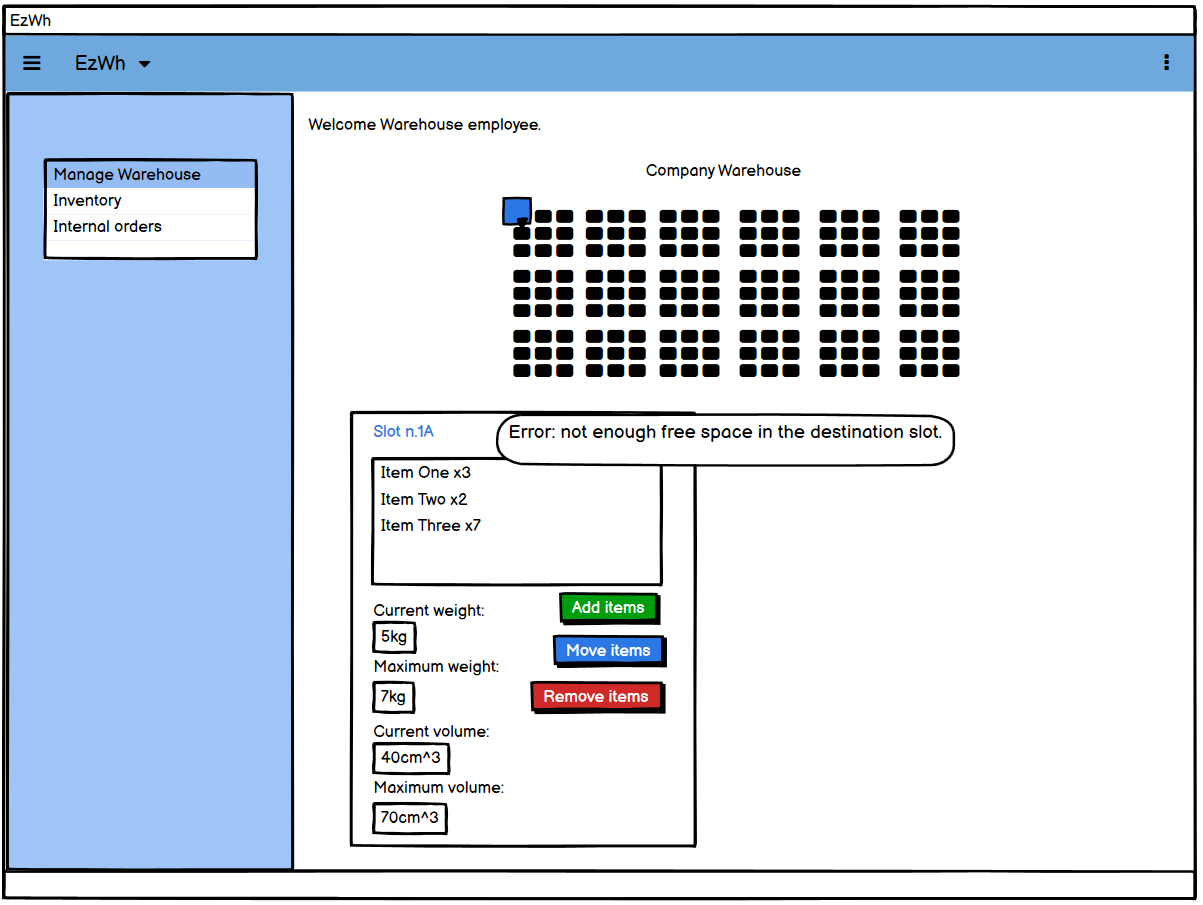 EzWh
EzWh
Welcome Warehouse employee.
Manage Warehouse
Inventory
Internal orders
Company Warehouse
Slot n.1A
Error: not enough free space in the destination slot.
Item One x3
Item Two x2
Item Three x7
Current weight:
5kg
Maximum weight:
7kg
Current volume:
40cm^3
Maximum volume:
70cm^3
Add items
Move items
Remove items